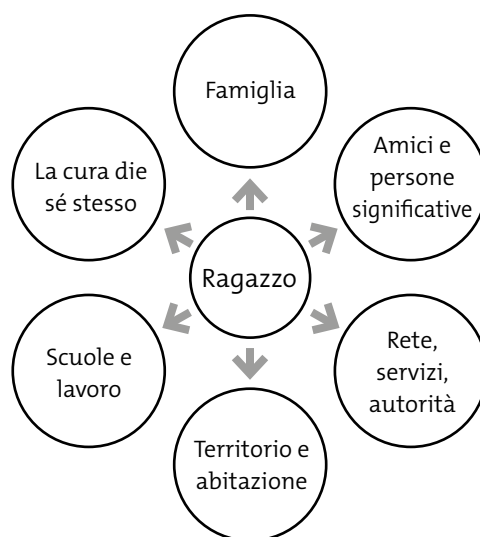 Famiglia
La cura die
sé stesso
Amici e
persone
significative
Ragazzo
Scuole e
lavoro
Rete,
servizi,
autorità
Territorio e
abitazione